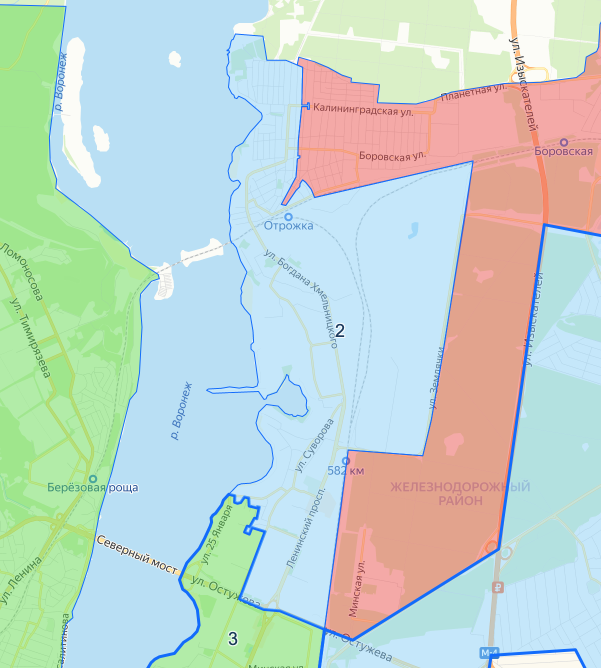 ул. Изыскателей
р. Воронеж
Планетная ул.
Калининградская ул.
Боровская ул.
Боровская
Отрожка
Ломоносова
ул. Богдана Хмельницкого
ул. Изыскателей
ул. Тимирязева
2
ул. Землячки
р. Воронеж
ул. Суворова
582 км
Берёзовая роща
ЖЕЛЕЗНОДОРОЖНЫЙ
РАЙОН
Ленинский просп.
ул. 25 Января
Северный мост
ул. Ленина
ул. Остужева
Минская ул.
₽
3
ул. Остужева
М-4
Минская ул.